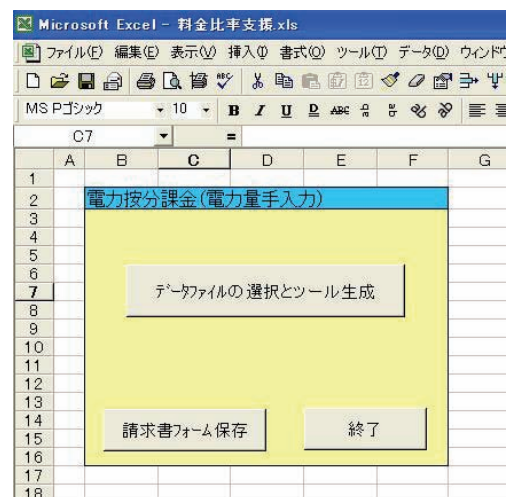 Microsoft Excel - 料金比率支援.xls
ファイル(F) 編集(E) 表示(V) 挿入(I) 書式(O) ツール(T) データ(D) ウィンドウ
MS Pゴシック 10 B I U D ABC
C7 =
A B C D E F G
1
2 電力按分課金(電力量手入力)
3
4
5
6
7 データファイルの選択とツール生成
8
9
10
11
12
13
14 請求書フォーム保存 終了
15
16
17
18